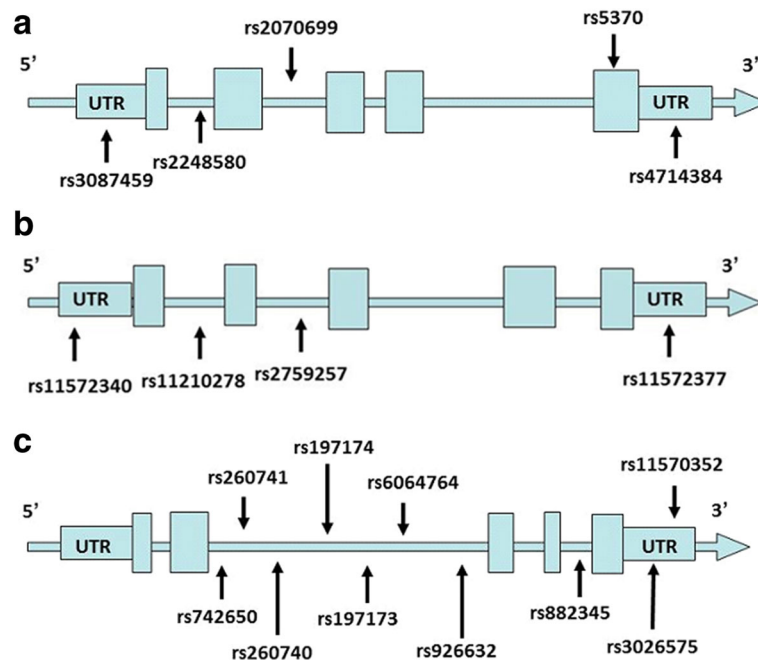 a
rs2070699
rs5370
5’
3’
UTR
UTR
rs3087459
rs2248580
rs4714384
b
5’
3’
UTR
UTR
rs11572340
rs11210278
rs2759257
rs11572377
c
rs197174
rs11570352
rs260741
rs6064764
5’
3’
UTR
UTR
rs742650
rs197173
rs882345
rs260740
rs926632
rs3026575